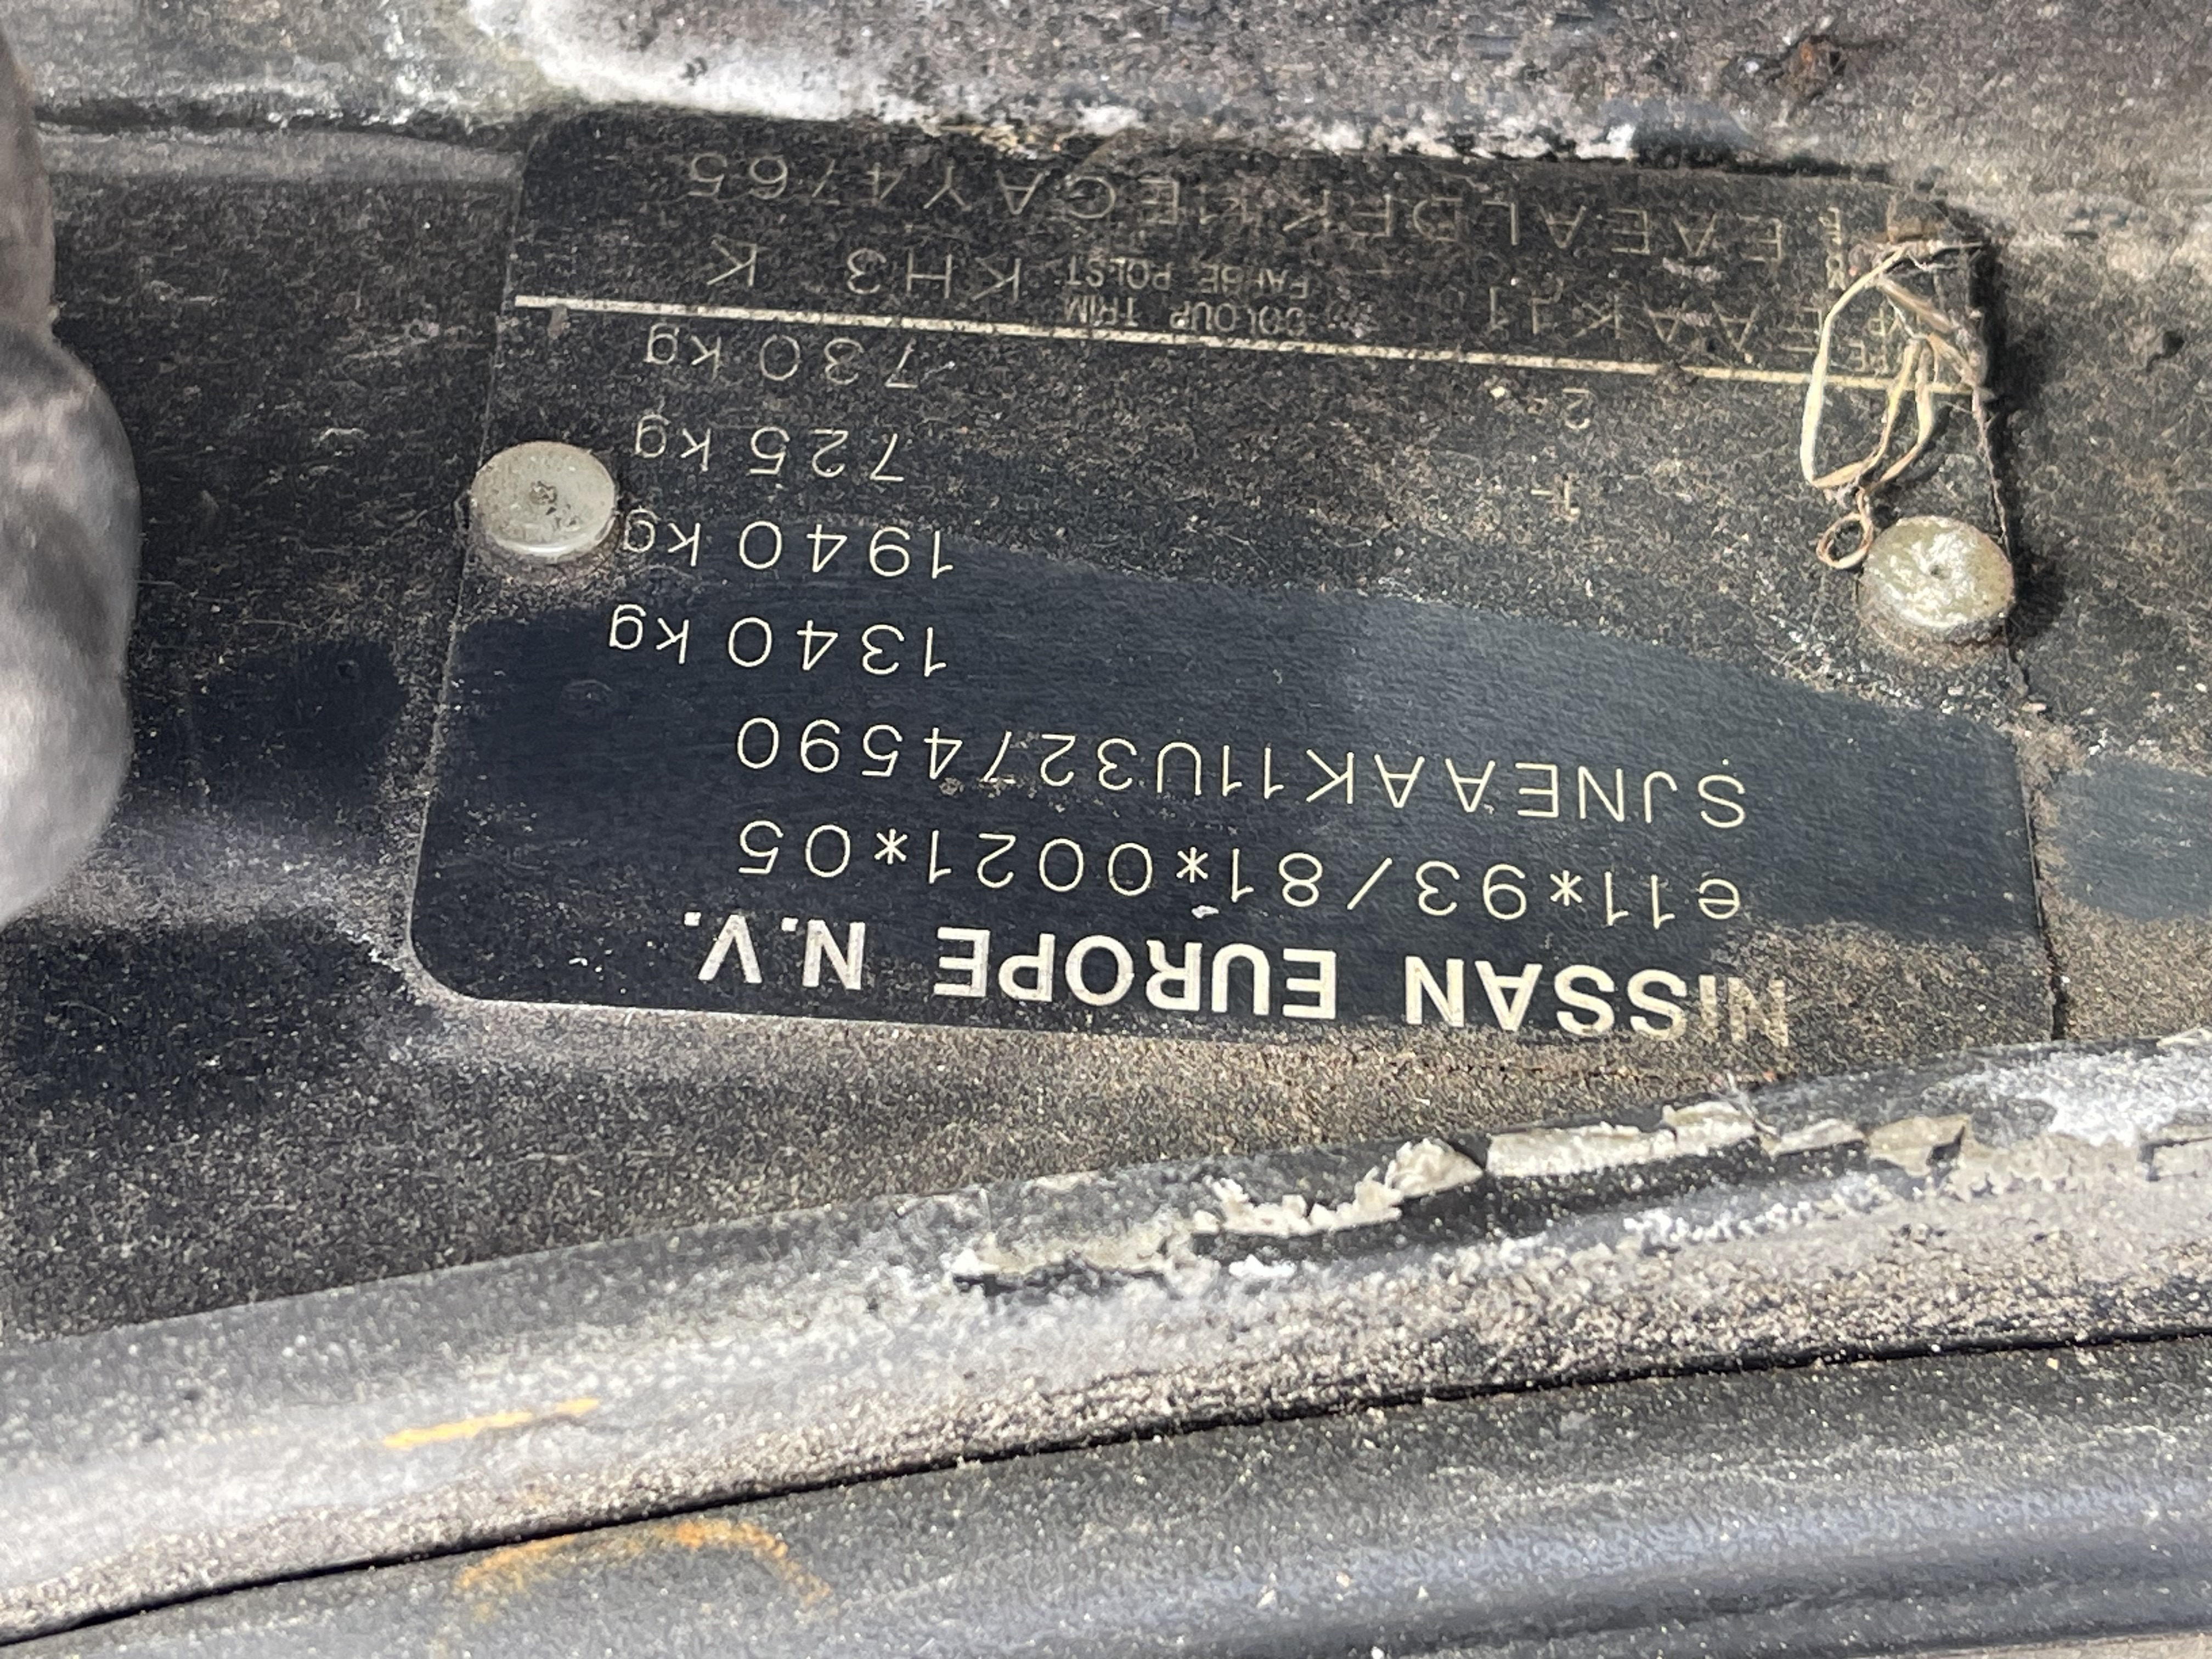 NISSAN EUROPE N.V.
e11*93/81*0021*05
SJNEAAK11U3274590
1340 kg
1940 kg
1- 725 kg
2- 730 kg
COLOUR TRIM
FARBE POLST. KH3 K